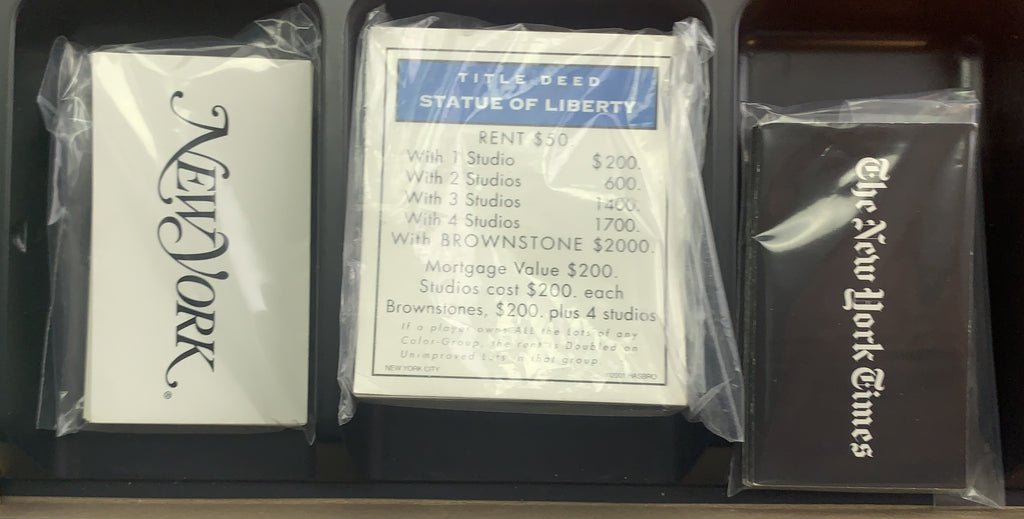 NEW YORK
®
TITLE DEED
STATUE OF LIBERTY
RENT $50.
With 1 Studio $200.
With 2 Studios 600.
With 3 Studios 1400.
With 4 Studios 1700.
With BROWNSTONE $2000.
Mortgage Value $200.
Studios cost $200. each
Brownstones, $200. plus 4 studios
If a player owns ALL the Lots of any
Color-Group, the rent is Doubled on
Unimproved Lots in that group.
NEW YORK CITY ©2001 HASBRO
The New York Times